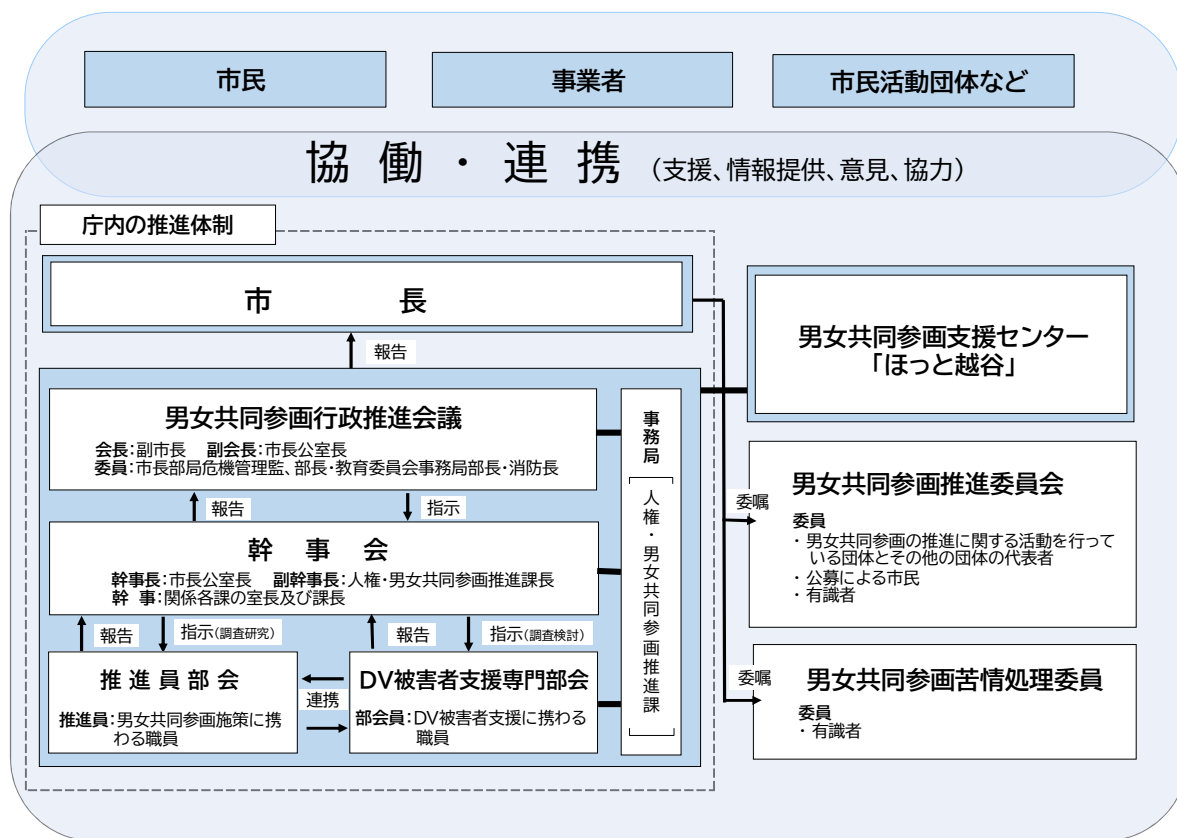 市民
事業者
市民活動団体など
協働・連携（支援、情報提供、意見、協力）
庁内の推進体制
市長
報告
男女共同参画行政推進会議
会長：副市長　副会長：市長公室長
委員：市長部局危機管理監、部長・教育委員会事務局部長・消防長
報告
指示
幹事会
幹事長：市長公室長　副幹事長：人権・男女共同参画推進課長
幹 事：関係各課の室長及び課長
報告
指示（調査研究）
報告
指示（調査検討）
推進員部会
推進員：男女共同参画施策に携
わる職員
連携
DV被害者支援専門部会
部会員：DV被害者支援に携わる
職員
事務局
人権・男女共同参画推進課
男女共同参画支援センター
「ほっと越谷」
委嘱
男女共同参画推進委員会
委員
・男女共同参画の推進に関する活動を行って
いる団体とその他の団体の代表者
・公募による市民
・有識者
委嘱
男女共同参画苦情処理委員
委員
・有識者